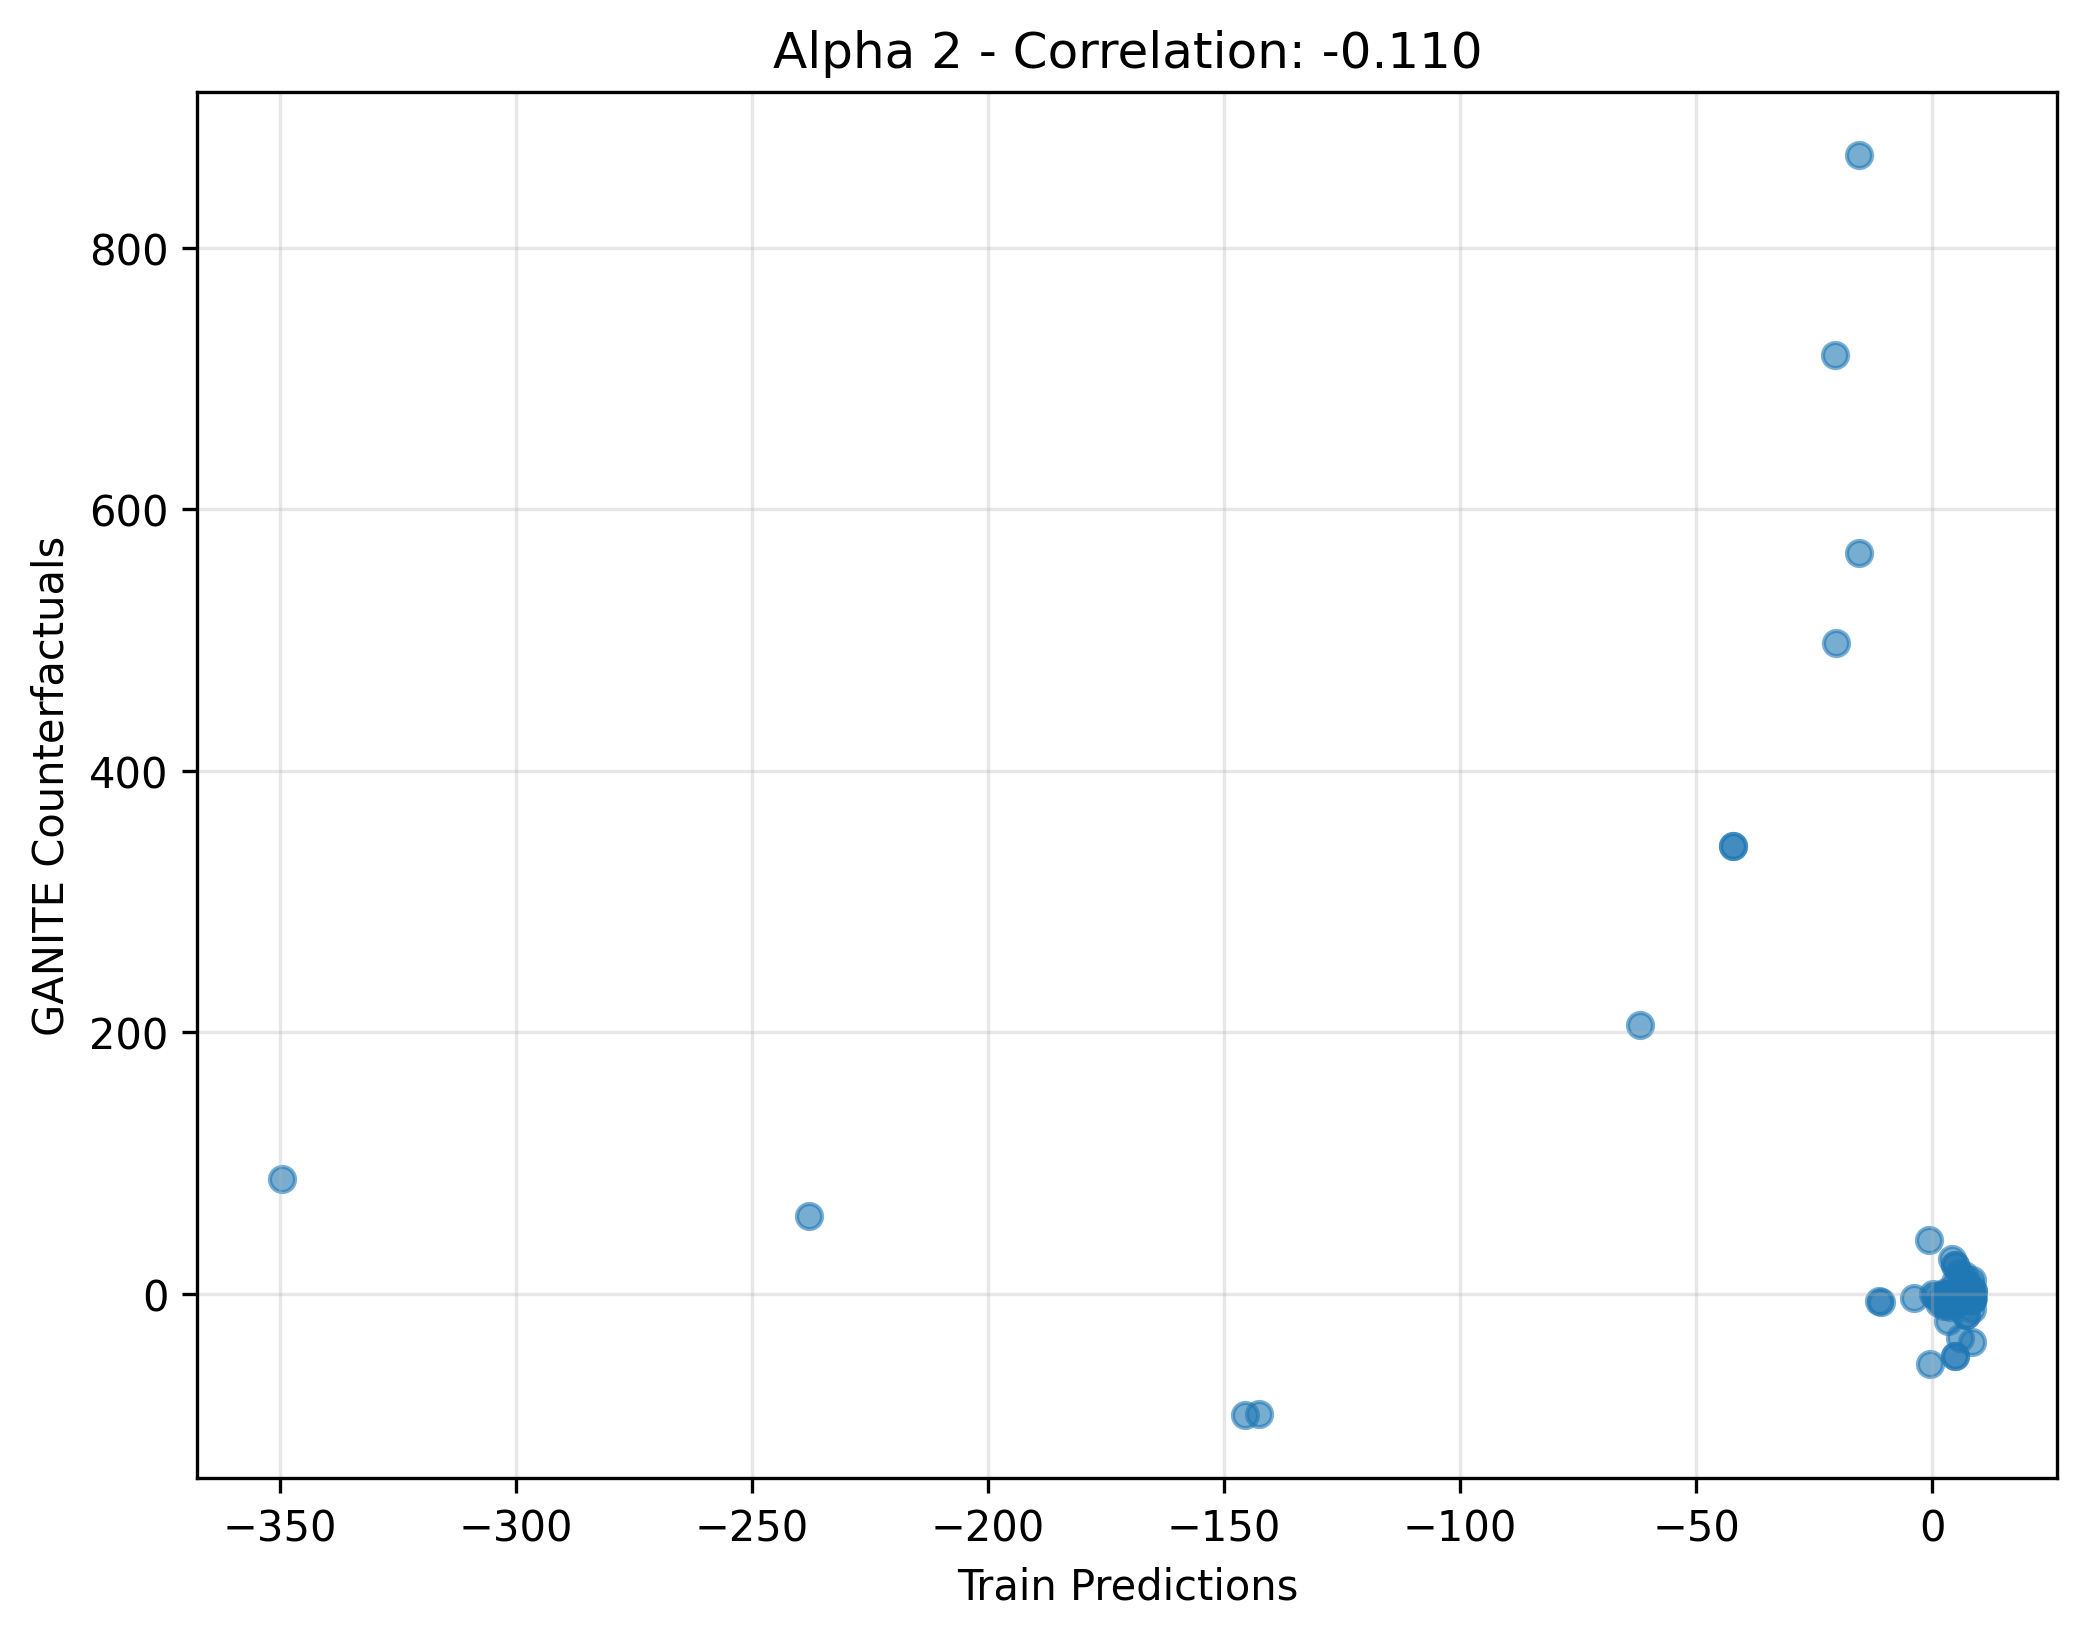 Alpha 2 - Correlation: -0.110
GANITE Counterfactuals
800
600
400
200
0
−350 −300 −250 −200 −150 −100 −50 0
Train Predictions